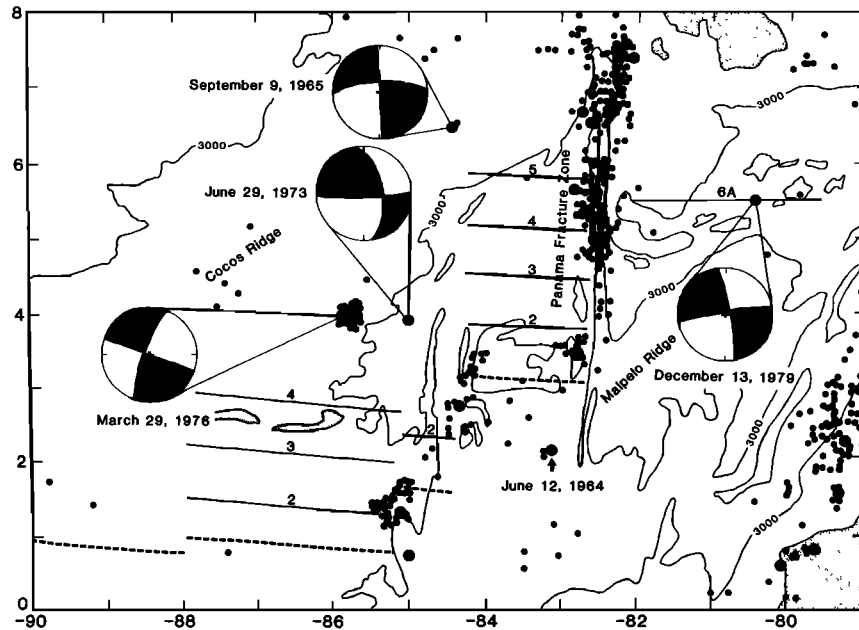 8
September 9, 1965
3000
3000
6
June 29, 1973
5
6A
Panama Fracture Zone
4
Cocos Ridge
3000
3
3000
4
2
Malpelo Ridge
December 13, 1979
4
March 29, 1976
2
3
3000
2
June 12, 1964
2
3000
0
-90
-88
-86
-84
-82
-80